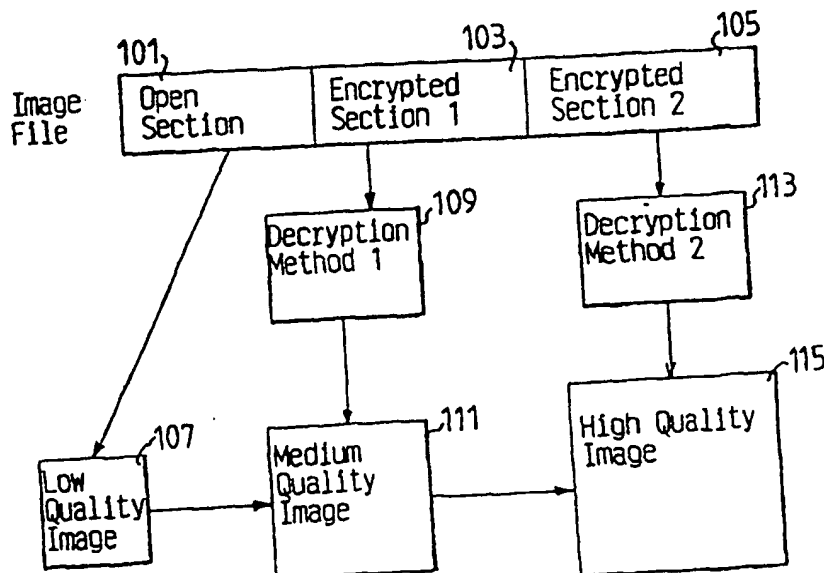 101
103
105
Image
File
Open
Section
Encrypted
Section 1
Encrypted
Section 2
109
Decryption
Method 1
113
Decryption
Method 2
107
Low
Quality
Image
111
Medium
Quality
Image
115
High Quality
Image